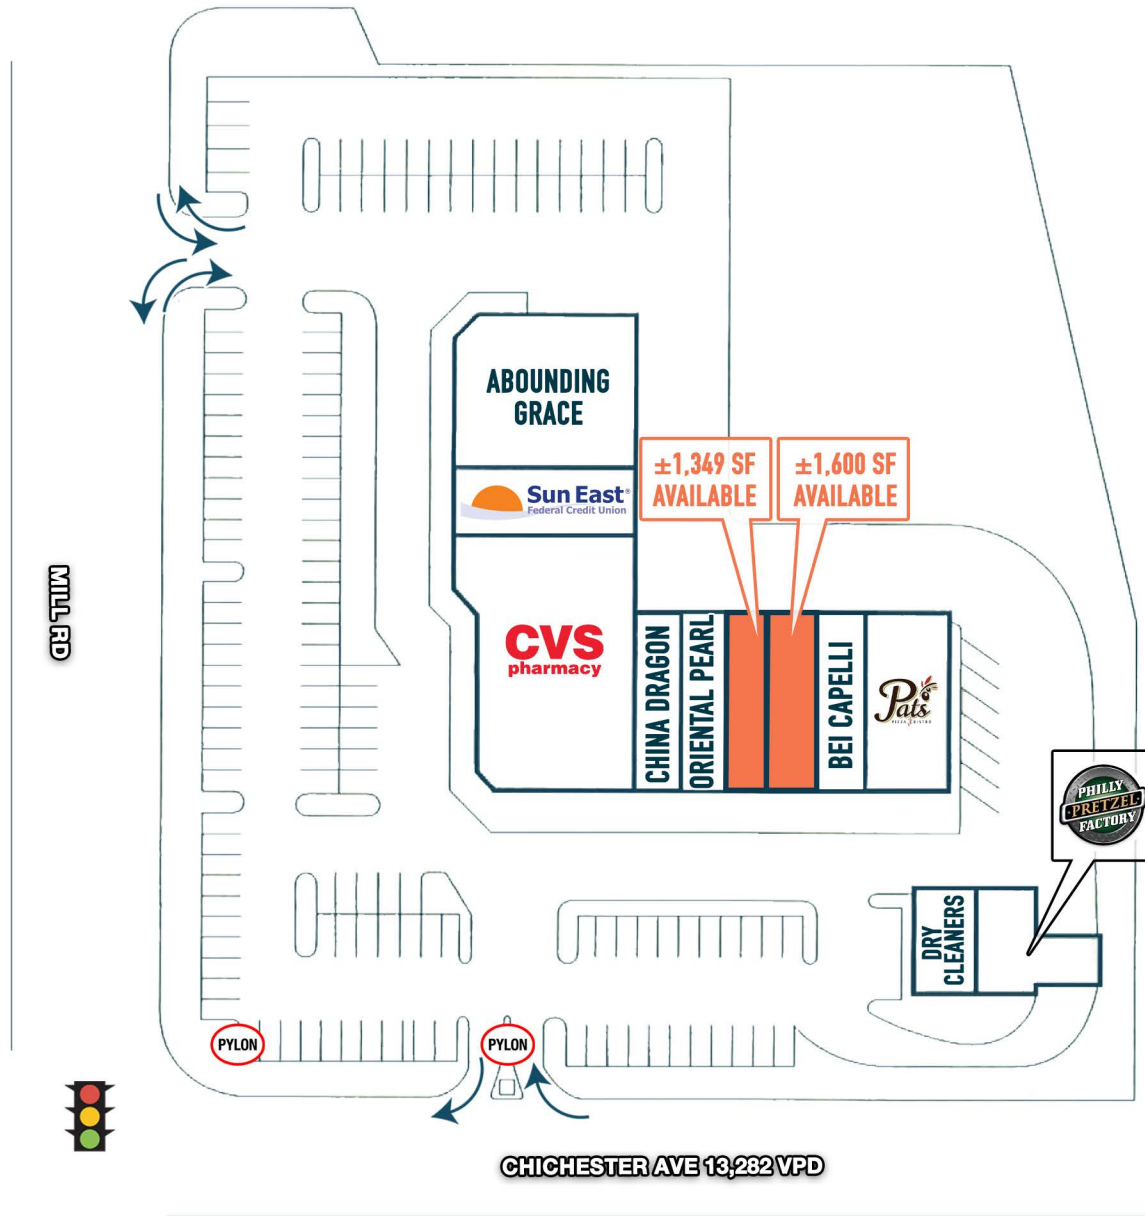 ABOUNDING
GRACE
Sun East®
Federal Credit Union
±1,349 SF
AVAILABLE
±1,600 SF
AVAILABLE
CVS
pharmacy
CHINA DRAGON
ORIENTAL PEARL
BEI CAPELLI
Pats
PIZZA BISTRO
MILL RD
PHILLY
PRETZEL
FACTORY
DRY
CLEANERS
PYLON
PYLON
CHICHESTER AVE 13,282 VPD